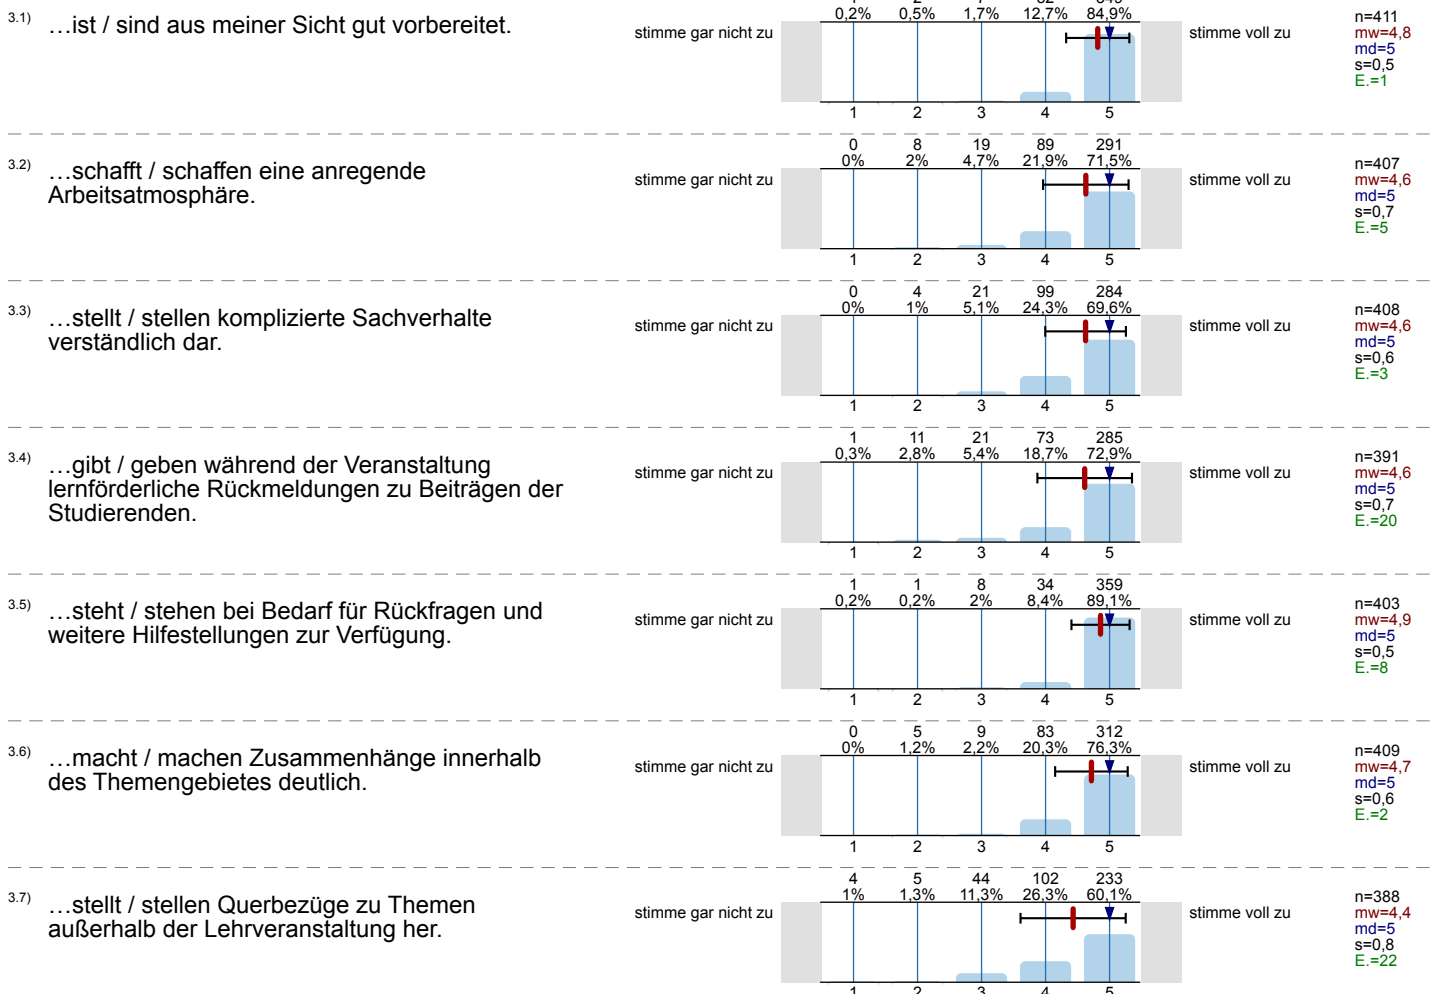 3.1) …ist / sind aus meiner Sicht gut vorbereitet.
stimme gar nicht zu
0,2% 0,5% 1,7% 12,7% 84,9%
1 2 3 4 5
stimme voll zu
n=411
mw=4,8
md=5
s=0,5
E.=1
3.2) …schafft / schaffen eine anregende
Arbeitsatmosphäre.
stimme gar nicht zu
0 8 19 89 291
0% 2% 4,7% 21,9% 71,5%
1 2 3 4 5
stimme voll zu
n=407
mw=4,6
md=5
s=0,7
E.=5
3.3) …stellt / stellen komplizierte Sachverhalte
verständlich dar.
stimme gar nicht zu
0 4 21 99 284
0% 1% 5,1% 24,3% 69,6%
1 2 3 4 5
stimme voll zu
n=408
mw=4,6
md=5
s=0,6
E.=3
3.4) …gibt / geben während der Veranstaltung
lernförderliche Rückmeldungen zu Beiträgen der
Studierenden.
stimme gar nicht zu
1 11 21 73 285
0,3% 2,8% 5,4% 18,7% 72,9%
1 2 3 4 5
stimme voll zu
n=391
mw=4,6
md=5
s=0,7
E.=20
3.5) …steht / stehen bei Bedarf für Rückfragen und
weitere Hilfestellungen zur Verfügung.
stimme gar nicht zu
1 1 8 34 359
0,2% 0,2% 2% 8,4% 89,1%
1 2 3 4 5
stimme voll zu
n=403
mw=4,9
md=5
s=0,5
E.=8
3.6) …macht / machen Zusammenhänge innerhalb
des Themengebietes deutlich.
stimme gar nicht zu
0 5 9 83 312
0% 1,2% 2,2% 20,3% 76,3%
1 2 3 4 5
stimme voll zu
n=409
mw=4,7
md=5
s=0,6
E.=2
3.7) …stellt / stellen Querbezüge zu Themen
außerhalb der Lehrveranstaltung her.
stimme gar nicht zu
4 5 44 102 233
1% 1,3% 11,3% 26,3% 60,1%
1 2 3 4 5
stimme voll zu
n=388
mw=4,4
md=5
s=0,8
E.=22